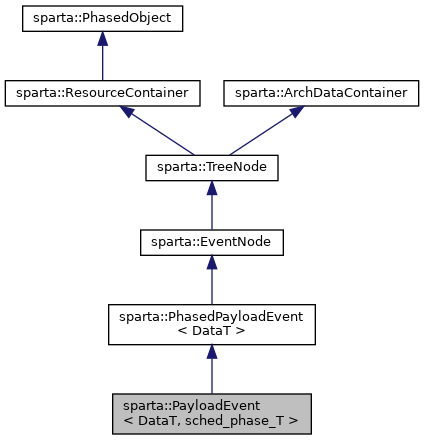 sparta::PhasedObject
sparta::ResourceContainer
sparta::ArchDataContainer
sparta::TreeNode
sparta::EventNode
sparta::PhasedPayloadEvent
< DataT >
sparta::PayloadEvent
< DataT, sched_phase_T >